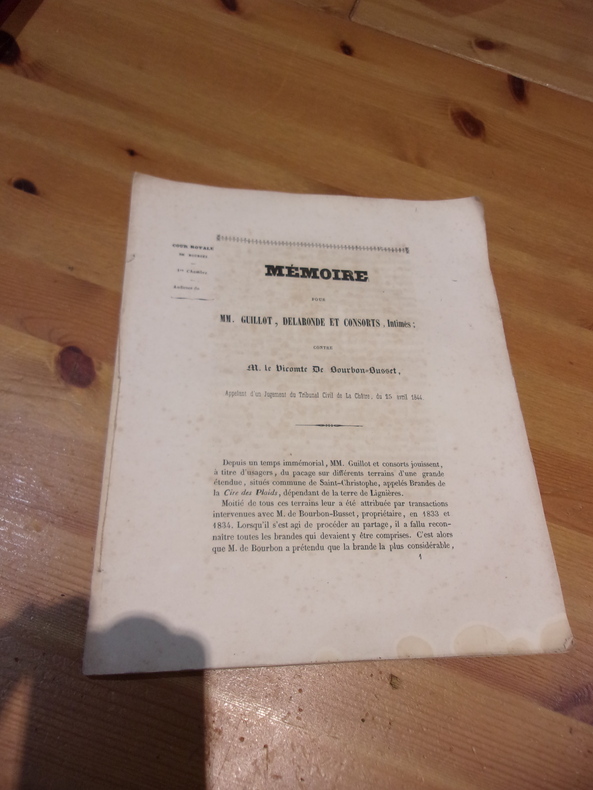 COUR ROYALE
DE BOURGES
1re Chambre
MÉMOIRE
POUR
MM. GUILLOT, DELARONDE ET CONSORTS, Intimés;
CONTRE
M. le Vicomte De Bourbon-Busset,
Appelant d'un Jugement du Tribunal Civil de La Châtre, du 25 avril 1844.
Depuis un temps immémorial, MM. Guillot et consorts jouissent,
à titre d'usagers, du pacage sur différents terrains d'une grande
étendue, situés commune de Saint-Christophe, appelés Brandes de
la Cire des Plaids, dépendant de la terre de Lignières.
Moitié de tous ces terrains leur a été attribuée par transactions
intervenues avec M. de Bourbon-Busset, propriétaire, en 1833 et
1834. Lorsqu'il s'est agi de procéder au partage, il a fallu recon-
naître toutes les brandes qui devaient y être comprises. C'est alors
que M. de Bourbon a prétendu que la brande la plus considérable,
1